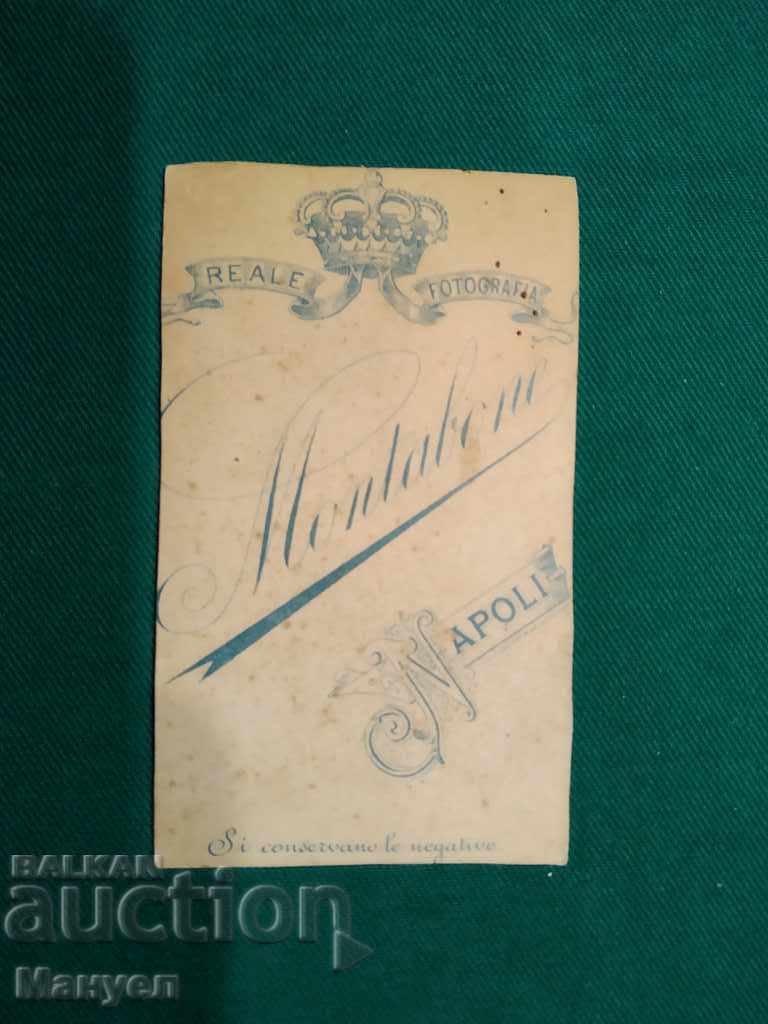 REALE FOTOGRAFIA
Montabone
NAPOLI
Si conservano le negative
BALKAN
auction
Мануел